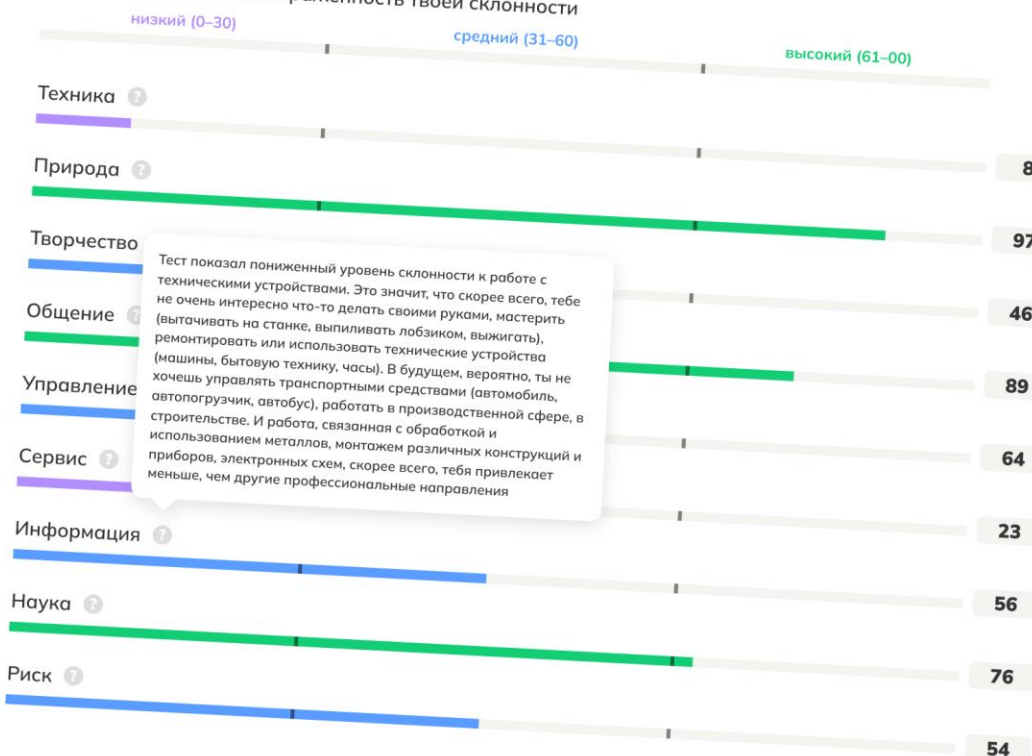 твоей склонности
низкий (0–30)
средний (31–60)
высокий (61–00)
Техника ?
8
Природа ?
97
Творчество
46
Общение ?
89
Управление
64
Сервис ?
23
Тест показал пониженный уровень склонности к работе с
техническими устройствами. Это значит, что скорее всего, тебе
не очень интересно что-то делать своими руками, мастерить
(вытачивать на станке, выпиливать лобзиком, выжигать),
ремонтировать или использовать технические устройства
(машины, бытовую технику, часы). В будущем, вероятно, ты не
хочешь управлять транспортными средствами (автомобиль,
автопогрузчик, автобус), работать в производственной сфере, в
строительстве. И работа, связанная с обработкой и
использованием металлов, монтажем различных конструкций и
приборов, электронных схем, скорее всего, тебя привлекает
меньше, чем другие профессиональные направления
Информация ?
56
Наука ?
76
Риск ?
54